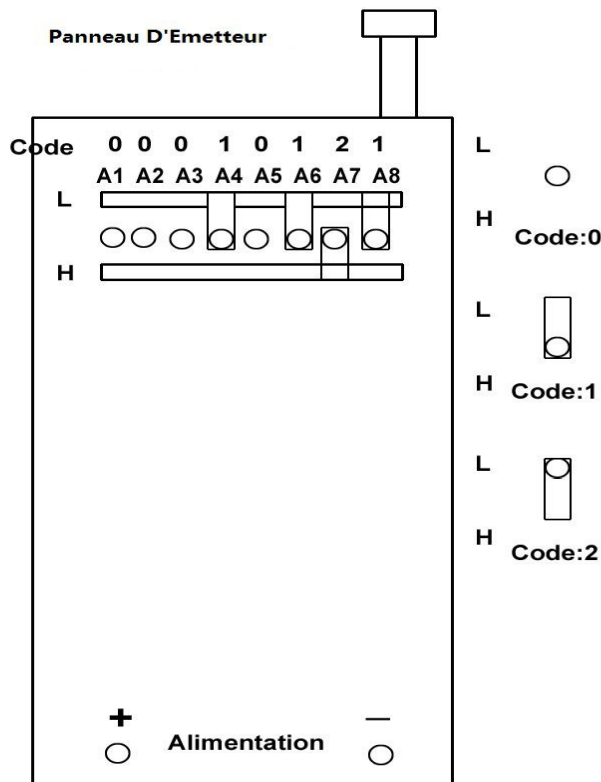 Panneau D'Emetteur
Code 0 0 0 1 0 1 2 1
A1 A2 A3 A4 A5 A6 A7 A8
L
H
L
H
Code:0
L
H
Code:1
L
H
Code:2
+ −
Alimentation